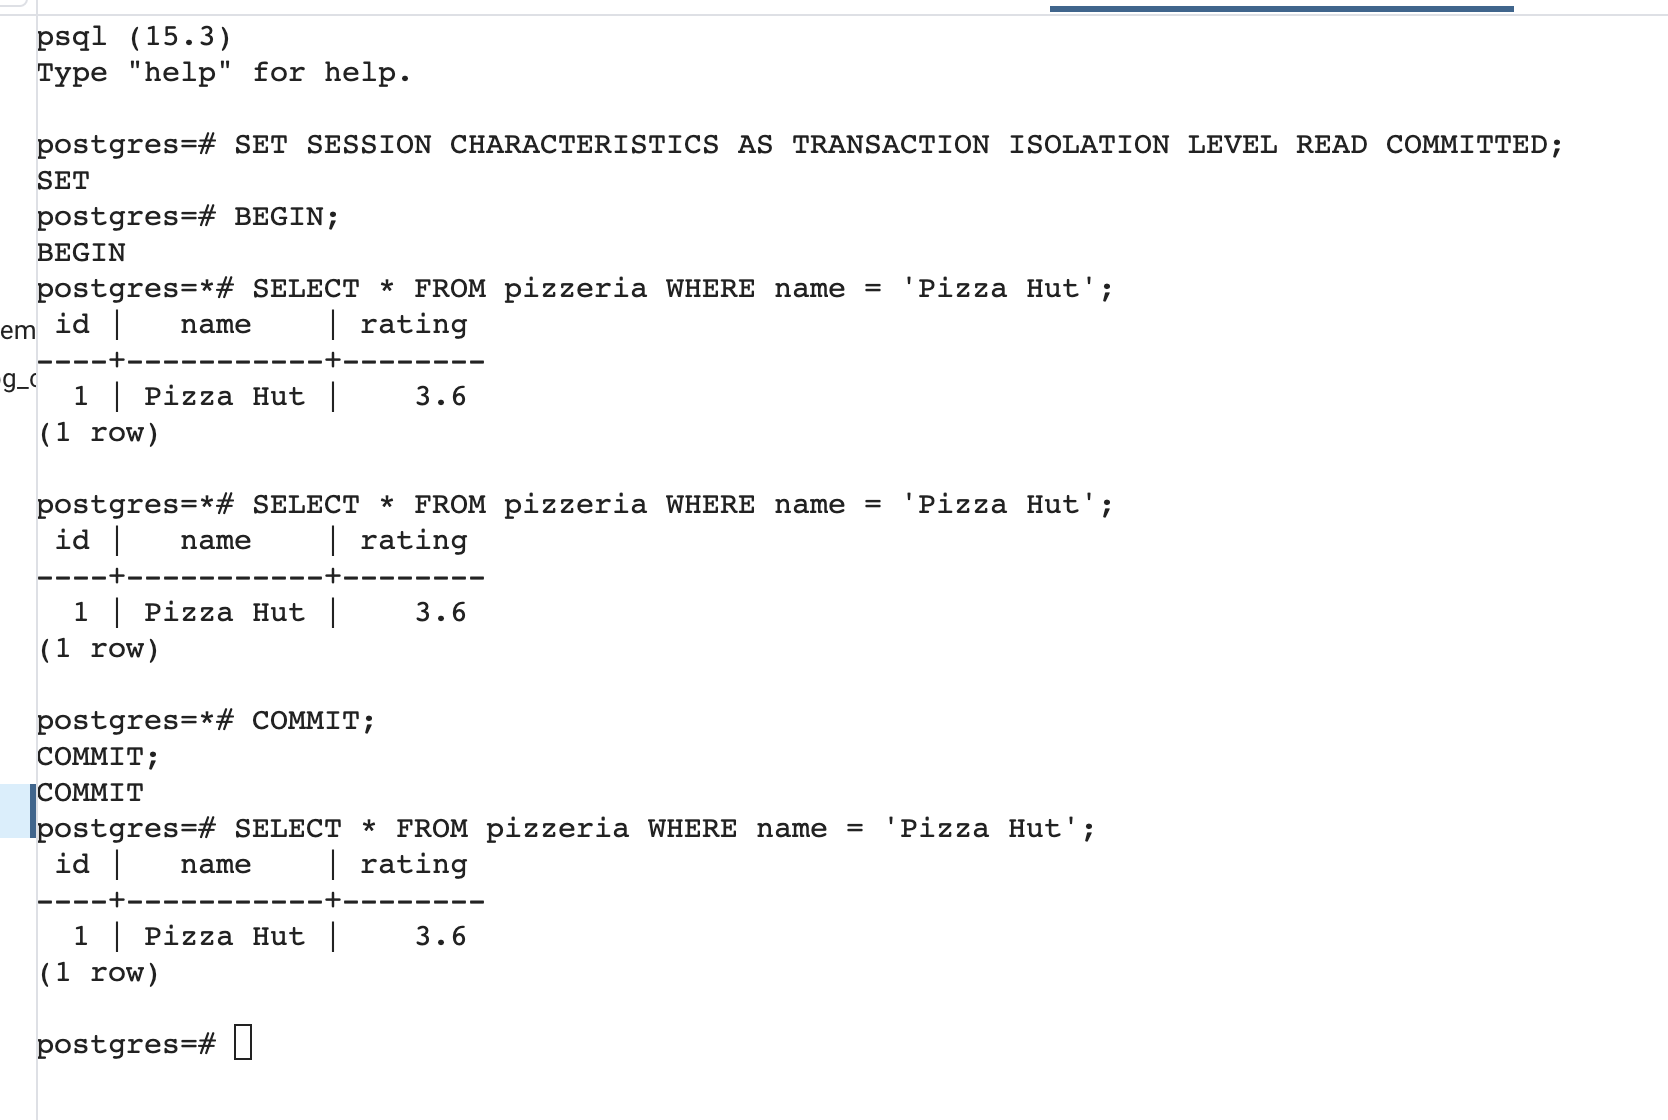 psql (15.3)
Type "help" for help.
postgres=# SET SESSION CHARACTERISTICS AS TRANSACTION ISOLATION LEVEL READ COMMITTED;
SET
postgres=# BEGIN;
BEGIN
postgres=*# SELECT * FROM pizzeria WHERE name = 'Pizza Hut';
 id |   name    | rating
----+-----------+--------
  1 | Pizza Hut |    3.6
(1 row)
postgres=*# SELECT * FROM pizzeria WHERE name = 'Pizza Hut';
 id |   name    | rating
----+-----------+--------
  1 | Pizza Hut |    3.6
(1 row)
postgres=*# COMMIT;
COMMIT;
COMMIT
postgres=# SELECT * FROM pizzeria WHERE name = 'Pizza Hut';
 id |   name    | rating
----+-----------+--------
  1 | Pizza Hut |    3.6
(1 row)
postgres=#